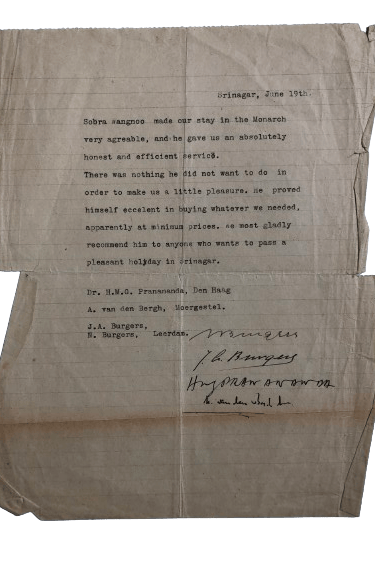 Srinagar, June 19th.
Sobra Wangnoo made our stay in the Monarch
very agreable, and he gave us an absolutely
honest and efficient service.
There was nothing he did not want to do in
order to make us a little pleasure. He proved
himself eccelent in buying whatever we needed,
apparently at minimum prices. We most gladly
recommend him to anyone who wants to pass a
pleasant holyday in Srinagar.
Dr. H.M.G. Pranananda, Den Haag
A. van den Bergh, Moergestel.
J.A. Burgers,
N. Burgers, Leerdam.
N Burgers
J. A. Burgers